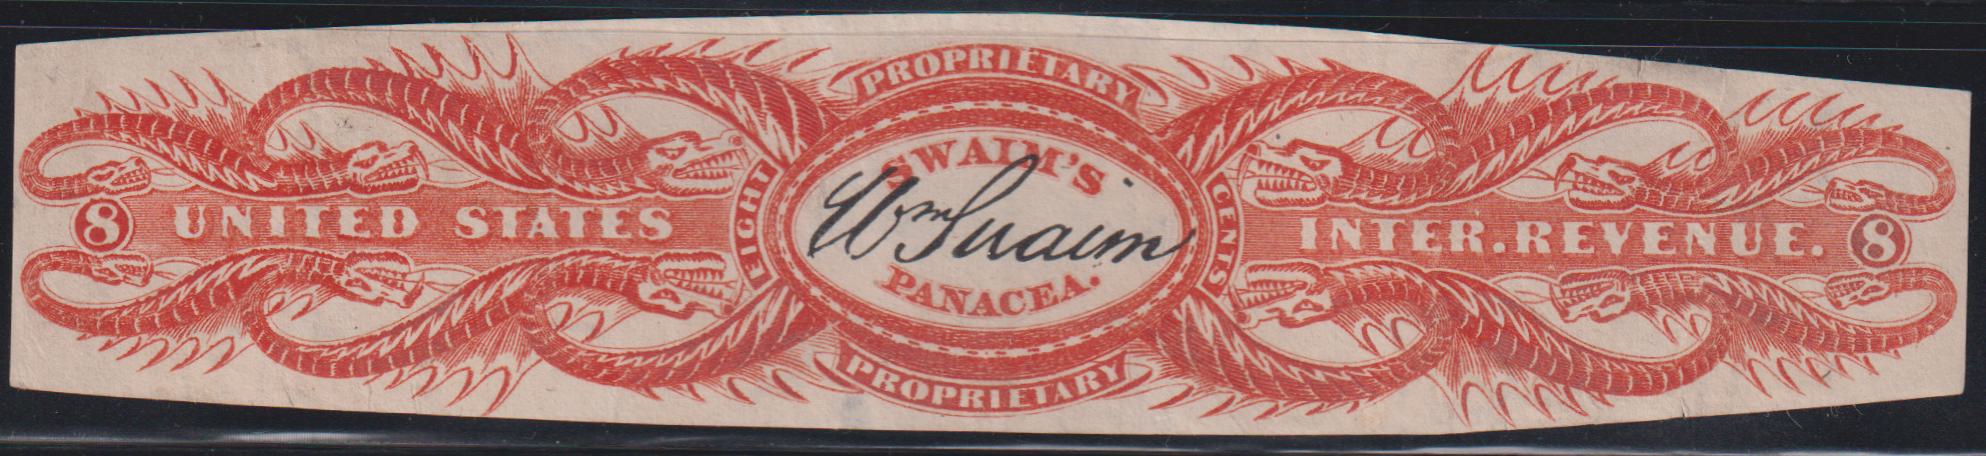 PROPRIETARY
8 UNITED STATES EIGHT
SWAIM'S
Wm Swaim
PANACEA.
CENTS INTER. REVENUE. 8
PROPRIETARY